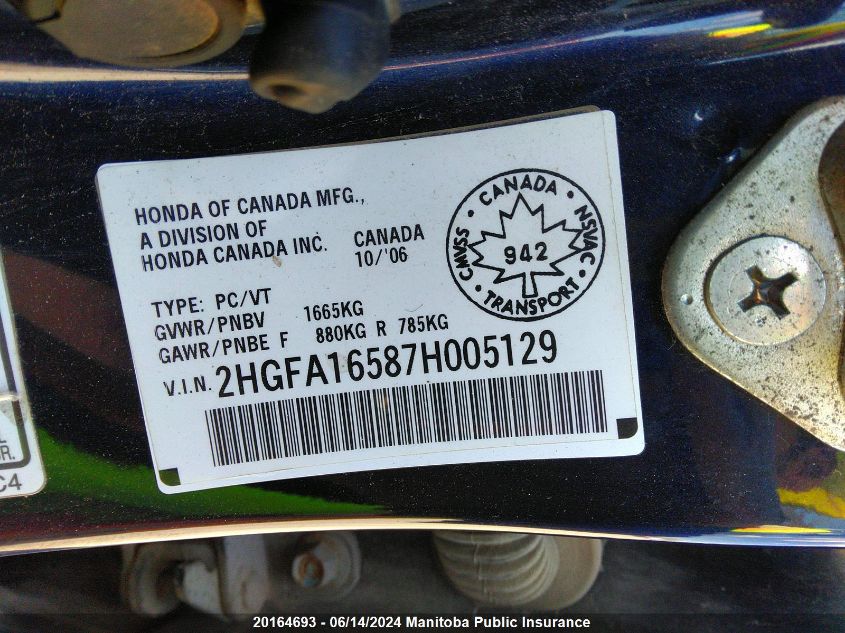 HONDA OF CANADA MFG.,
A DIVISION OF
HONDA CANADA INC. CANADA
10/'06
CANADA
CMVSS
NSVAC
942
TRANSPORT
TYPE: PC/VT
GVWR/PNBV 1665KG
GAWR/PNBE F 880KG R 785KG
V.I.N. 2HGFA16587H005129
C4
20164693 - 06/14/2024 Manitoba Public Insurance